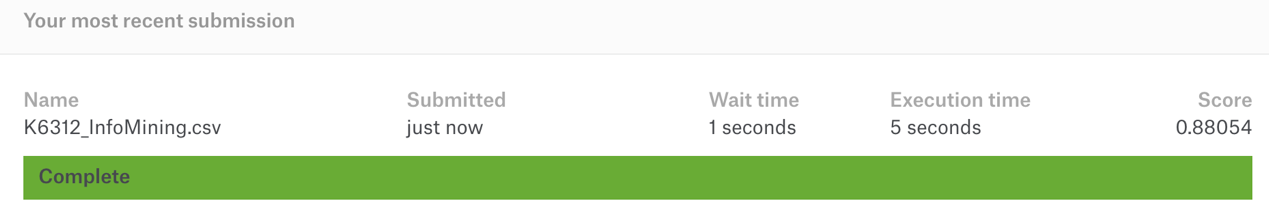 Your most recent submission
Name Submitted Wait time Execution time Score
K6312_InfoMining.csv just now 1 seconds 5 seconds 0.88054
Complete